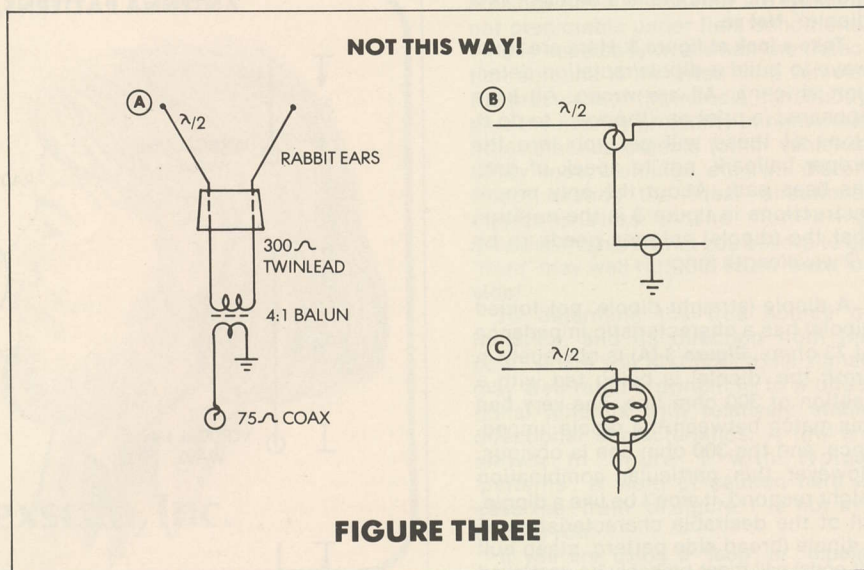 NOT THIS WAY!
A
λ/2
RABBIT EARS
300 Ω
TWINLEAD
4:1 BALUN
75 Ω COAX
B
λ/2
C
λ/2
FIGURE THREE